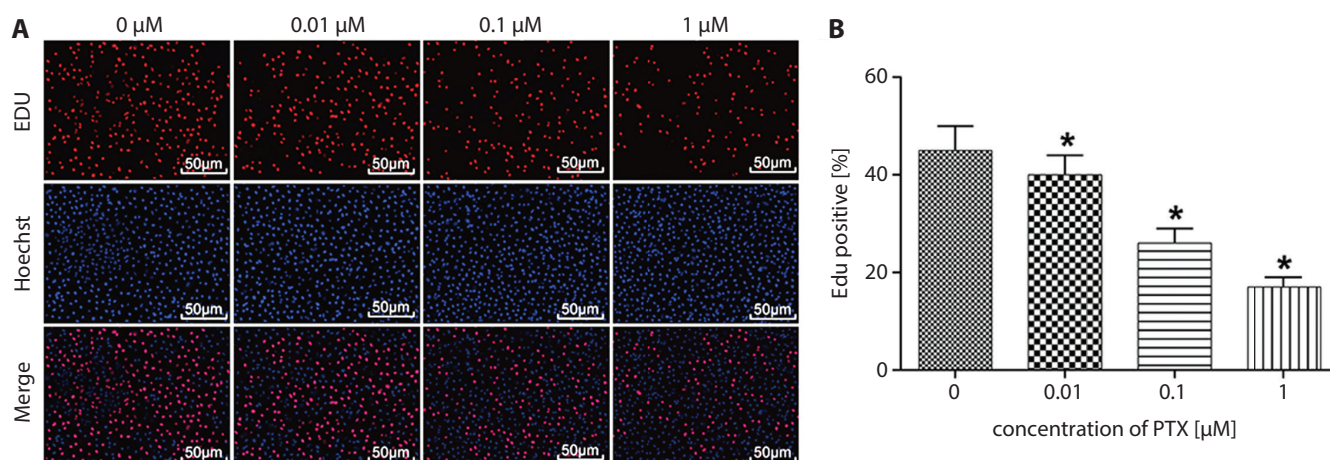 A
0 µM
0.01 µM
0.1 µM
1 µM
EDU
50µm
50µm
50µm
50µm
Hoechst
50µm
50µm
50µm
50µm
Merge
50µm
50µm
50µm
50µm
B
Edu positive [%]
60
40
20
0
*
*
*
0
0.01
0.1
1
concentration of PTX [µM]